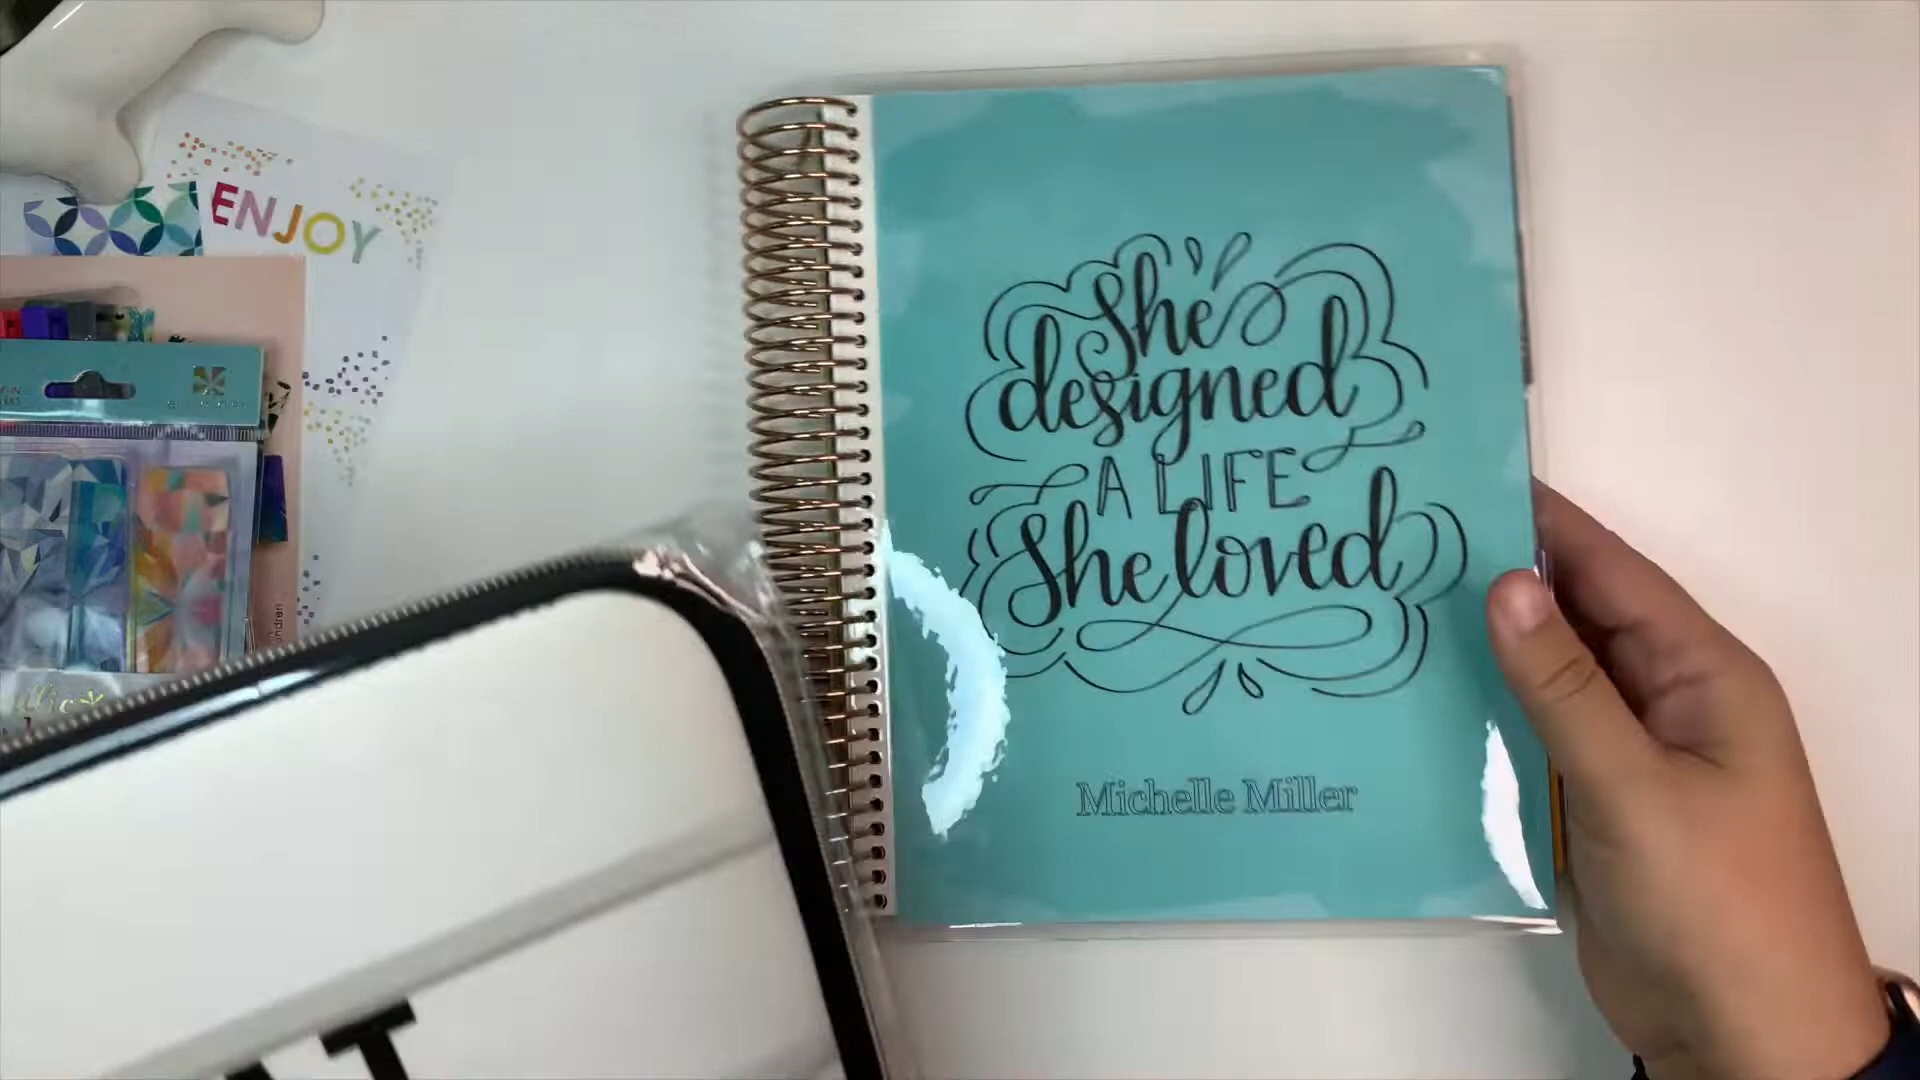 ENJOY
She
designed
A LIFE
She loved
Michelle Miller